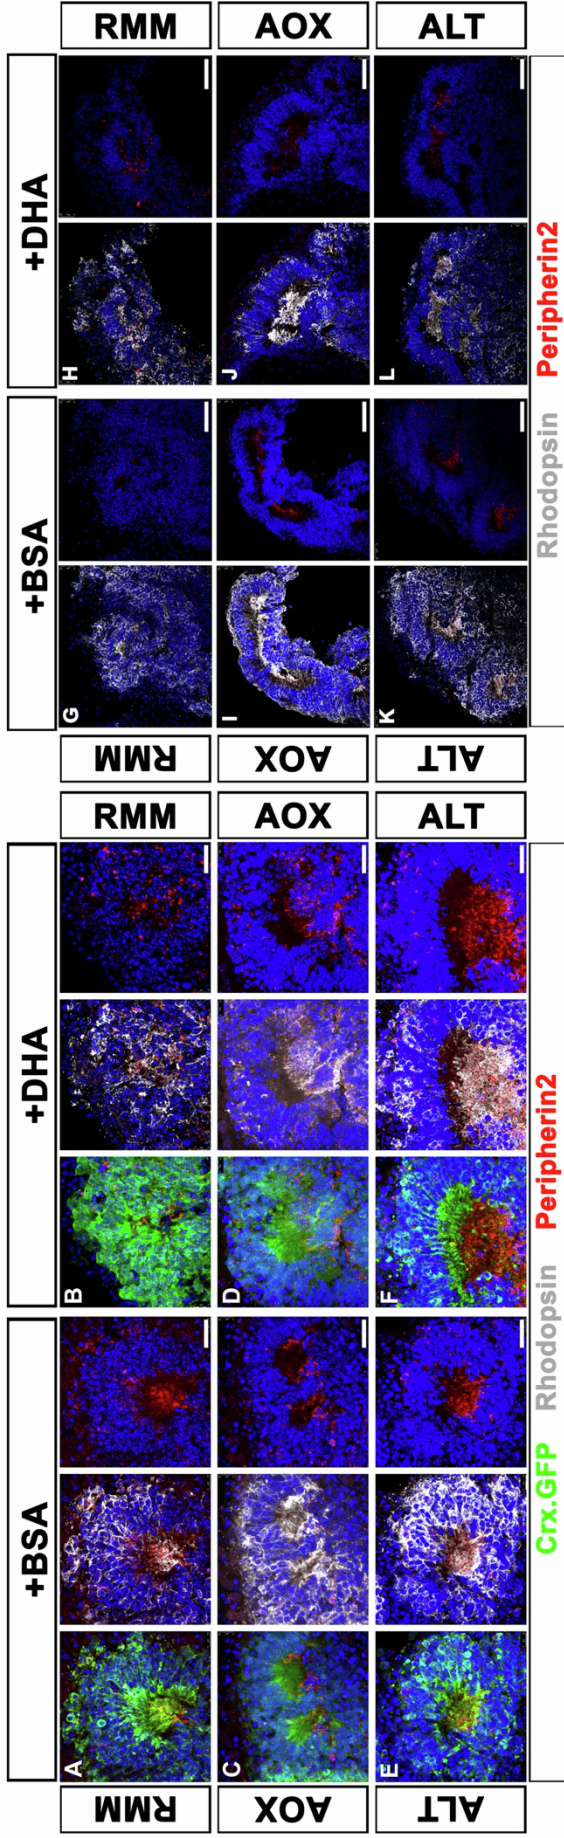 +BSA
+DHA
+BSA
+DHA
RMM
A
B
RMM
RMM
G
H
RMM
AOX
C
D
AOX
AOX
I
J
AOX
ALT
E
F
ALT
ALT
K
L
ALT
Crx.GFP Rhodopsin Peripherin2
Rhodopsin Peripherin2